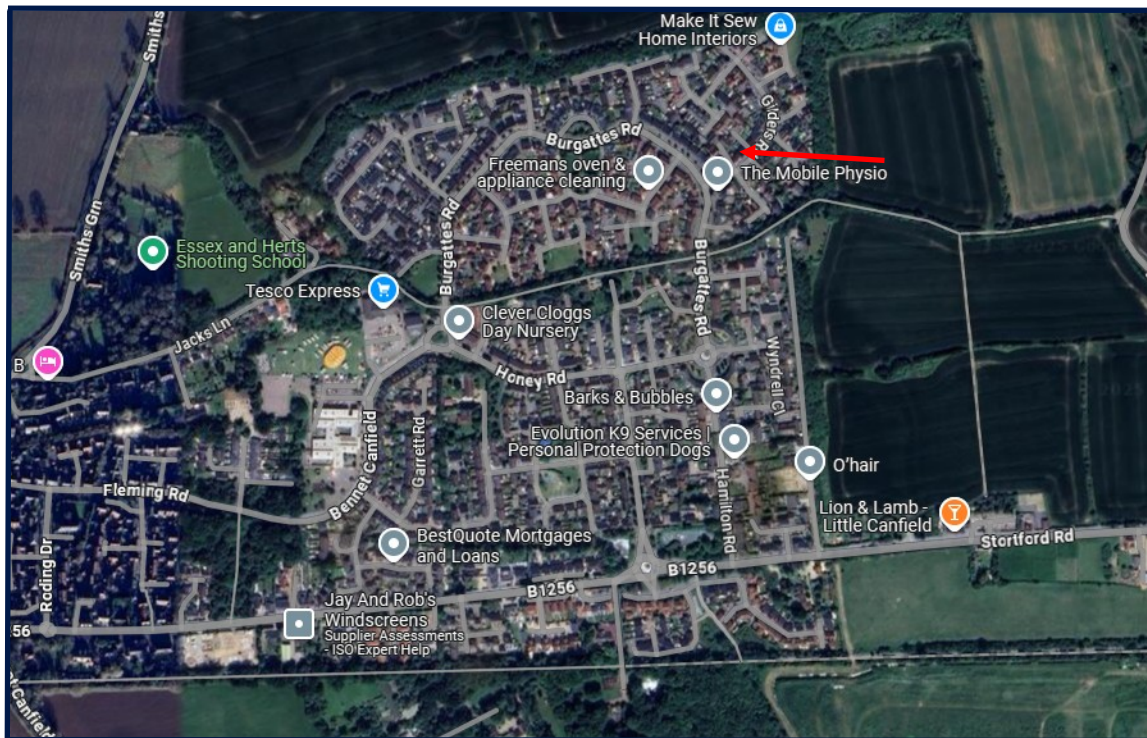 Smiths
Make It Sew
Home Interiors
Gilders R
Burgattes Rd
Freemans oven &
appliance cleaning
The Mobile Physio
Smiths Grn
Burgattes Rd
Essex and Herts
Shooting School
Burgattes Rd
Tesco Express
Clever Cloggs
Day Nursery
Jacks Ln
Wyndrell Cl
B
Honey Rd
Barks & Bubbles
Evolution K9 Services |
Personal Protection Dogs
Garrett Rd
O'hair
Bennet Canfield
Fleming Rd
Hamilton Rd
Lion & Lamb -
Little Canfield
Stortford Rd
BestQuote Mortgages
and Loans
Roding Dr
B1256
B1256
Jay And Rob's
Windscreens
Supplier Assessments
- ISO Expert Help
256
Canfield